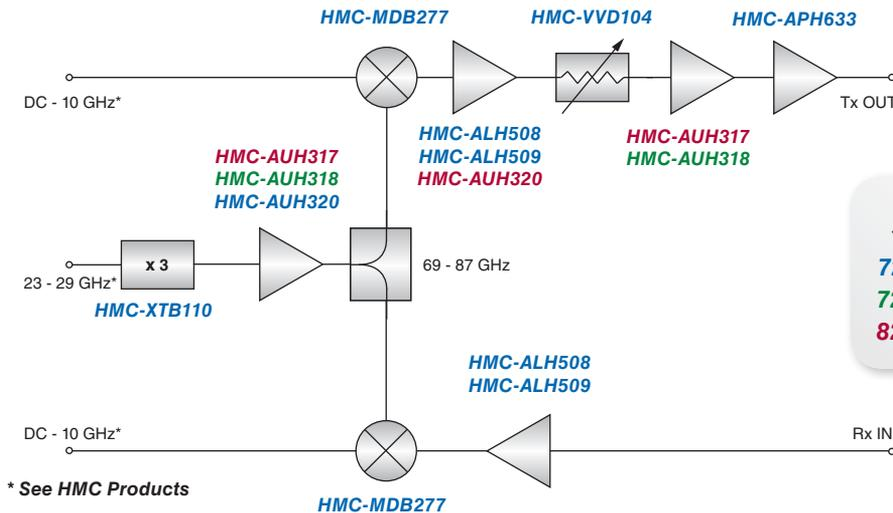 HMC-MDB277
HMC-VVD104
HMC-APH633
DC - 10 GHz*
Tx OUT
HMC-ALH508
HMC-ALH509
HMC-AUH320
HMC-AUH317
HMC-AUH318
HMC-AUH317
HMC-AUH318
HMC-AUH320
x 3
69 - 87 GHz
23 - 29 GHz*
HMC-XTB110
HMC-ALH508
HMC-ALH509
DC - 10 GHz*
Rx IN
* See HMC Products
HMC-MDB277